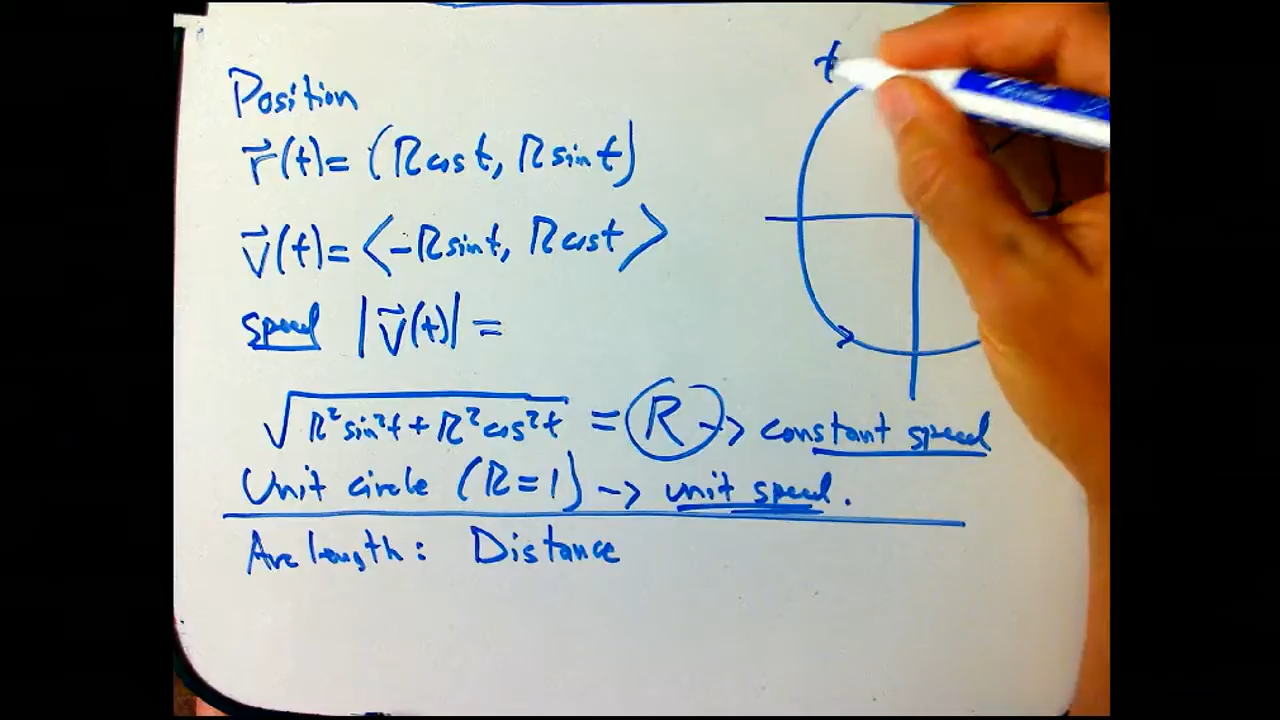 Position
r⃗(t)= (R cos t, R sin t)
v⃗(t)= <-R sin t, R cos t>
speed |v⃗(t)| =
√(R² sin² t + R² cos² t) = R -> constant speed
Unit circle (R=1) -> unit speed.
Arc length: Distance
t